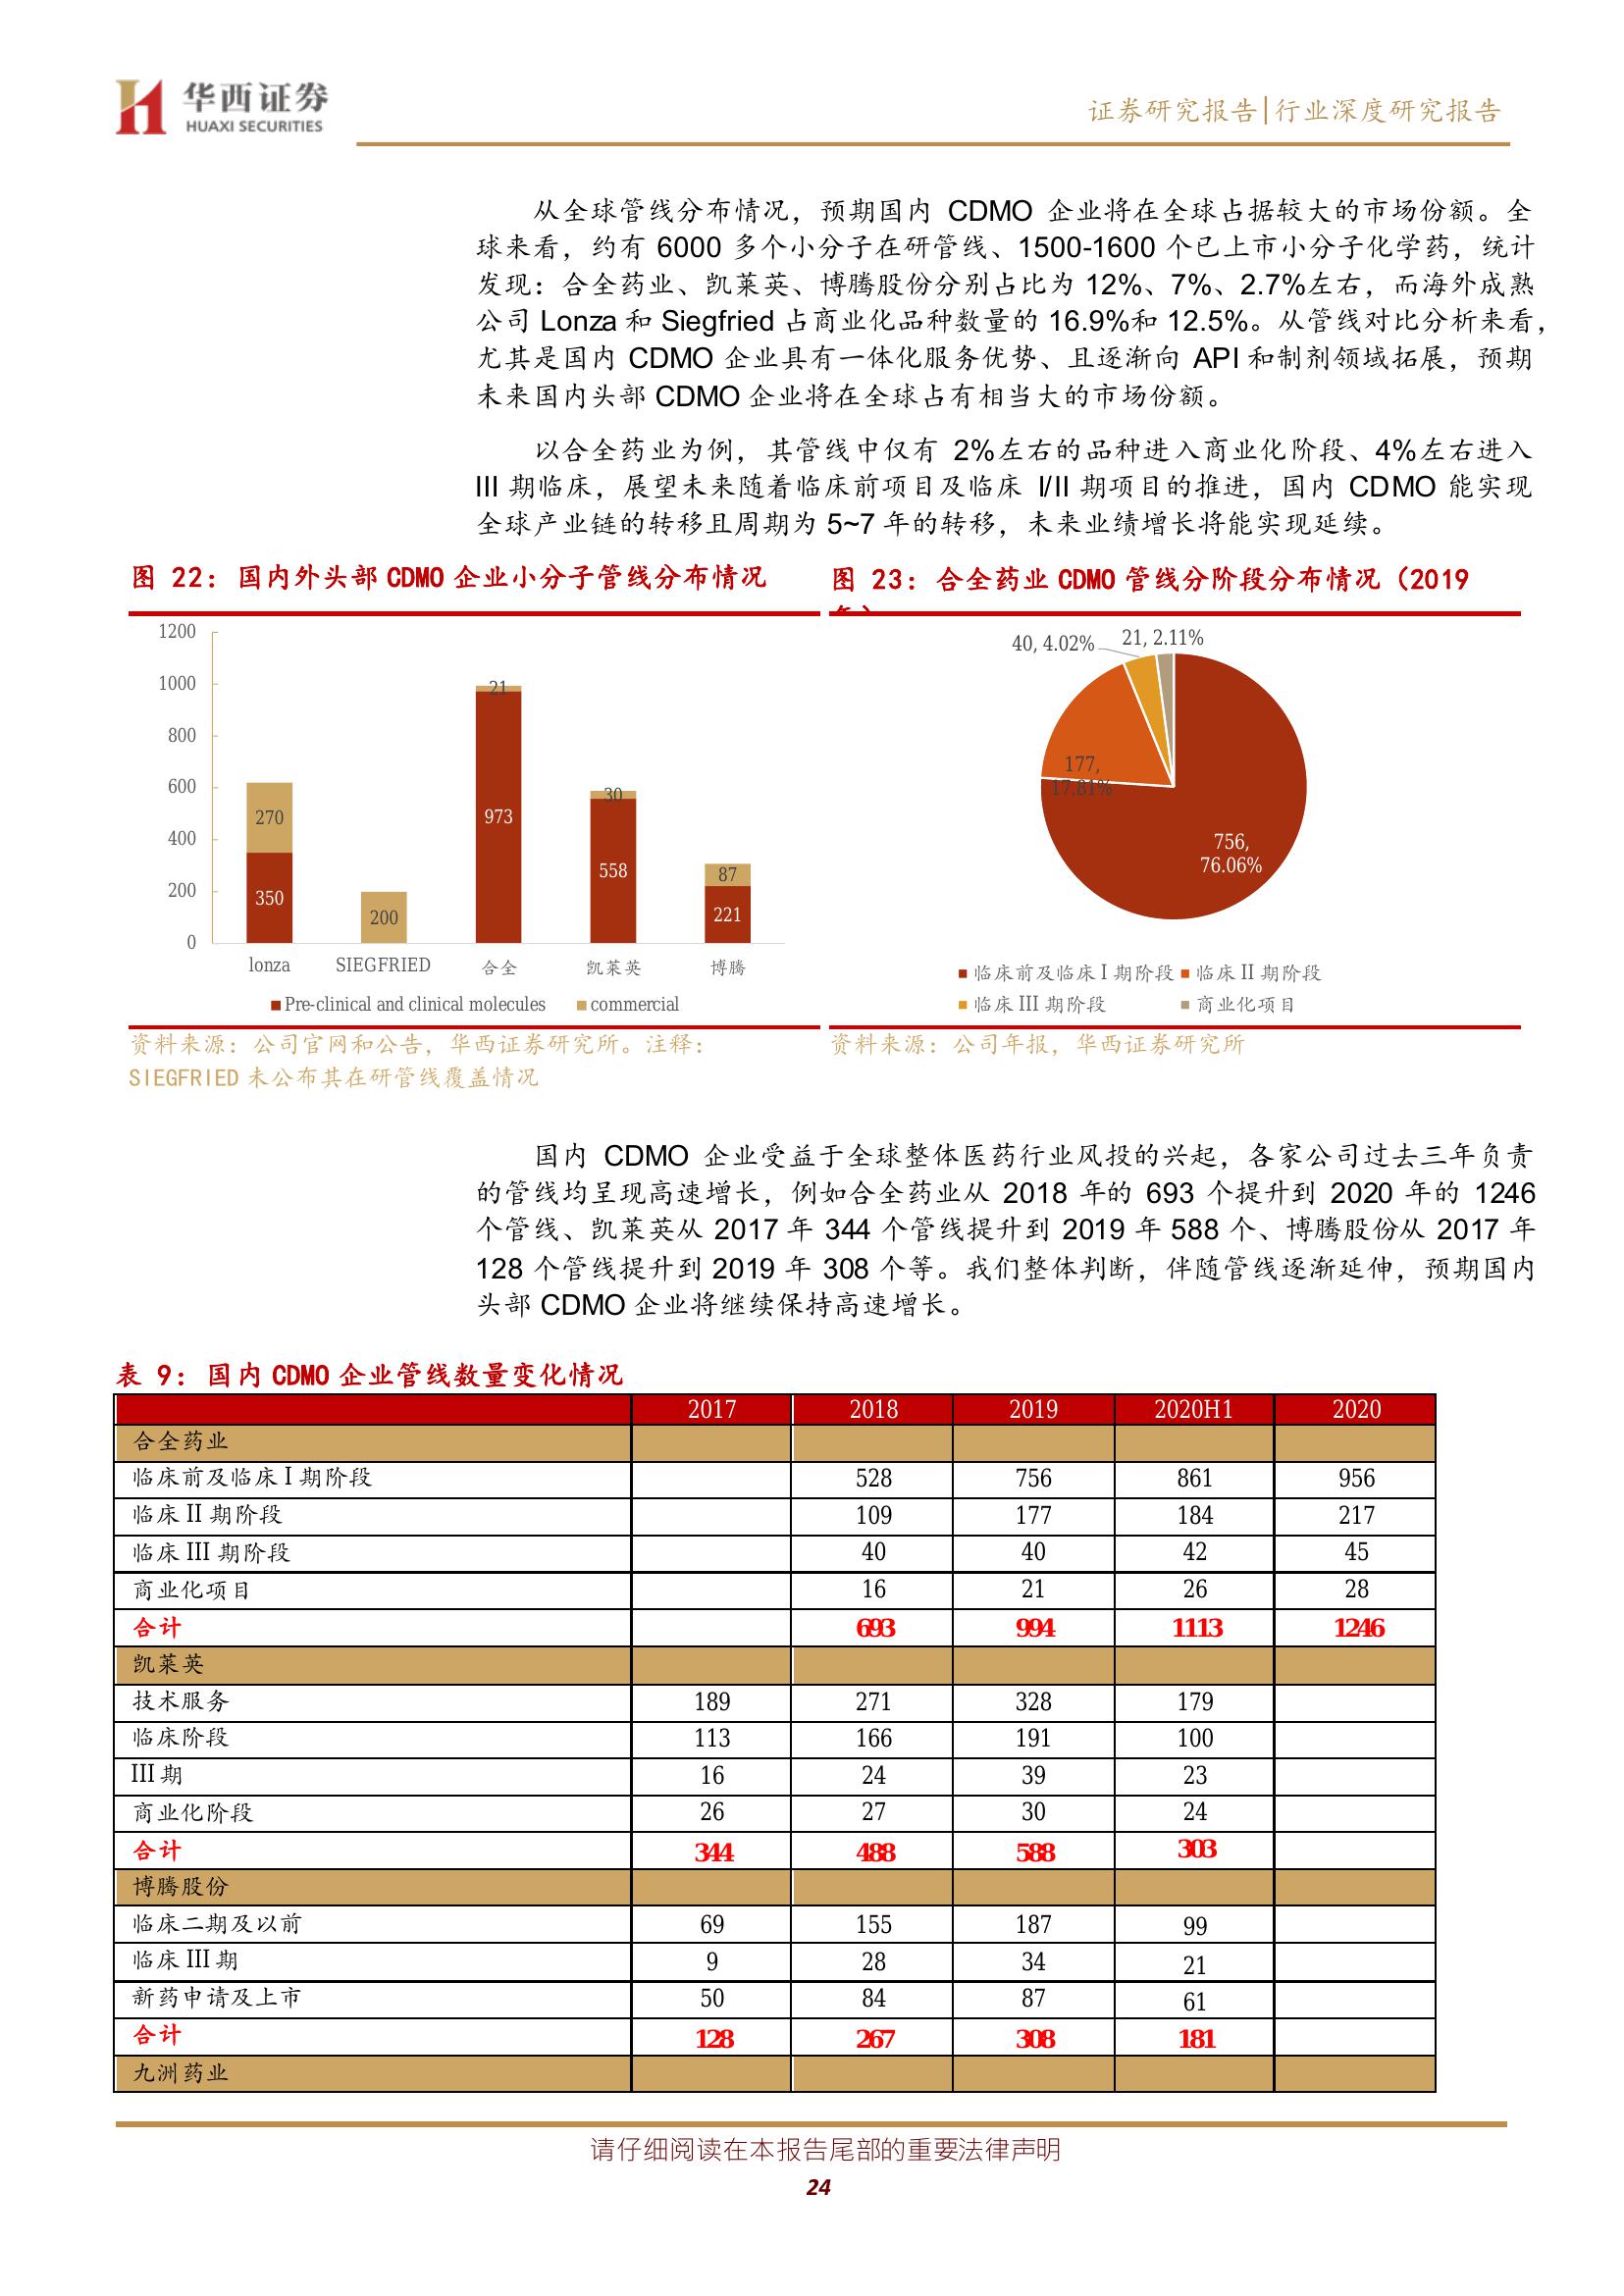 华西证券
HUAXI SECURITIES
证券研究报告|行业深度研究报告
从全球管线分布情况，预期国内 CDMO 企业将在全球占据较大的市场份额。全
球来看，约有 6000 多个小分子在研管线、1500-1600 个已上市小分子化学药，统计
发现：合全药业、凯莱英、博腾股份分别占比为 12%、7%、2.7%左右，而海外成熟
公司 Lonza 和 Siegfried 占商业化品种数量的 16.9%和 12.5%。从管线对比分析来看，
尤其是国内 CDMO 企业具有一体化服务优势、且逐渐向 API 和制剂领域拓展，预期
未来国内头部 CDMO 企业将在全球占有相当大的市场份额。
以合全药业为例，其管线中仅有 2%左右的品种进入商业化阶段、4%左右进入
III 期临床，展望未来随着临床前项目及临床 I/II 期项目的推进，国内 CDMO 能实现
全球产业链的转移且周期为 5~7 年的转移，未来业绩增长将能实现延续。
图 22：国内外头部 CDMO 企业小分子管线分布情况
1200
1000
800
600
400
200
0
270
350
200
21
973
30
558
87
221
lonza SIEGFRIED 合全 凯莱英 博腾
Pre-clinical and clinical molecules commercial
资料来源：公司官网和公告，华西证券研究所。注释：
SIEGFRIED 未公布其在研管线覆盖情况
图 23：合全药业 CDMO 管线分阶段分布情况（2019
40, 4.02% 21, 2.11%
177,
17.81%
756,
76.06%
临床前及临床 I 期阶段 临床 II 期阶段
临床 III 期阶段 商业化项目
资料来源：公司年报，华西证券研究所
国内 CDMO 企业受益于全球整体医药行业风投的兴起，各家公司过去三年负责
的管线均呈现高速增长，例如合全药业从 2018 年的 693 个提升到 2020 年的 1246
个管线、凯莱英从 2017 年 344 个管线提升到 2019 年 588 个、博腾股份从 2017 年
128 个管线提升到 2019 年 308 个等。我们整体判断，伴随管线逐渐延伸，预期国内
头部 CDMO 企业将继续保持高速增长。
表 9：国内 CDMO 企业管线数量变化情况
2017 2018 2019 2020H1 2020
合全药业
临床前及临床 I 期阶段 528 756 861 956
临床 II 期阶段 109 177 184 217
临床 III 期阶段 40 40 42 45
商业化项目 16 21 26 28
合计 693 994 1113 1246
凯莱英
技术服务 189 271 328 179
临床阶段 113 166 191 100
III 期 16 24 39 23
商业化阶段 26 27 30 24
合计 344 488 588 303
博腾股份
临床二期及以前 69 155 187 99
临床 III 期 9 28 34 21
新药申请及上市 50 84 87 61
合计 128 267 308 181
九洲药业
请仔细阅读在本报告尾部的重要法律声明
24